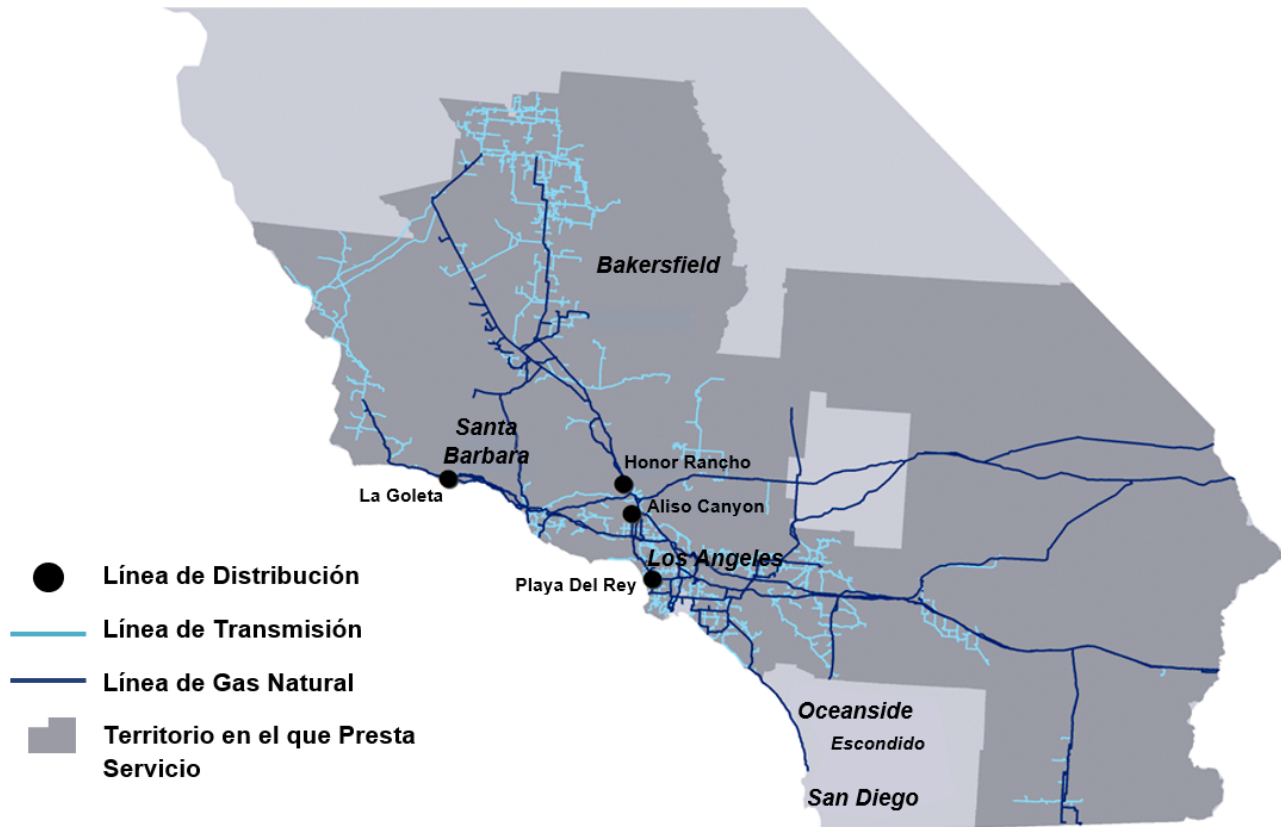 Bakersfield
Santa
Barbara
Honor Rancho
La Goleta
Aliso Canyon
Los Angeles
Playa Del Rey
Línea de Distribución
Línea de Transmisión
Línea de Gas Natural
Territorio en el que Presta
Servicio
Oceanside
Escondido
San Diego